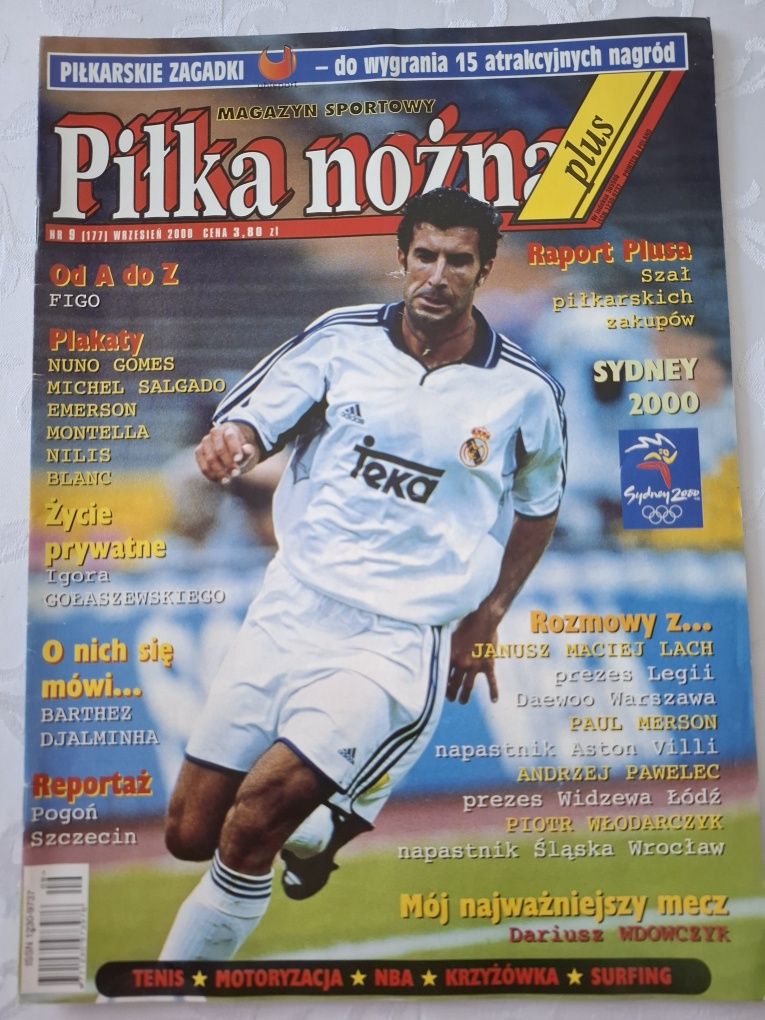 PIŁKARSKIE ZAGADKI – do wygrania 15 atrakcyjnych nagród
MAGAZYN SPORTOWY
Piłka nożna
plus
NR 9 (177) WRZESIEŃ 2000 CENA 3,80 zł
Od A do Z
FIGO
Plakaty
NUNO GOMES
MICHEL SALGADO
EMERSON
MONTELLA
NILIS
BLANC
Życie
prywatne
Igora
GOŁASZEWSKIEGO
O nich się
mówi...
BARTHEZ
DJALMINHA
Reportaż
Pogoń
Szczecin
Raport Plusa
Szał
piłkarskich
zakupów
SYDNEY
2000
Sydney 2000
adidas
TEKA
Rozmowy z...
JANUSZ MACIEJ LACH
prezes Legii
Daewoo Warszawa
PAUL MERSON
napastnik Aston Villi
ANDRZEJ PAWELEC
prezes Widzewa Łódź
PIOTR WŁODARCZYK
napastnik Śląska Wrocław
Mój najważniejszy mecz
Dariusz WDOWCZYK
ISSN 1230-9737
09>
TENIS ★ MOTORYZACJA ★ NBA ★ KRZYŻÓWKA ★ SURFING